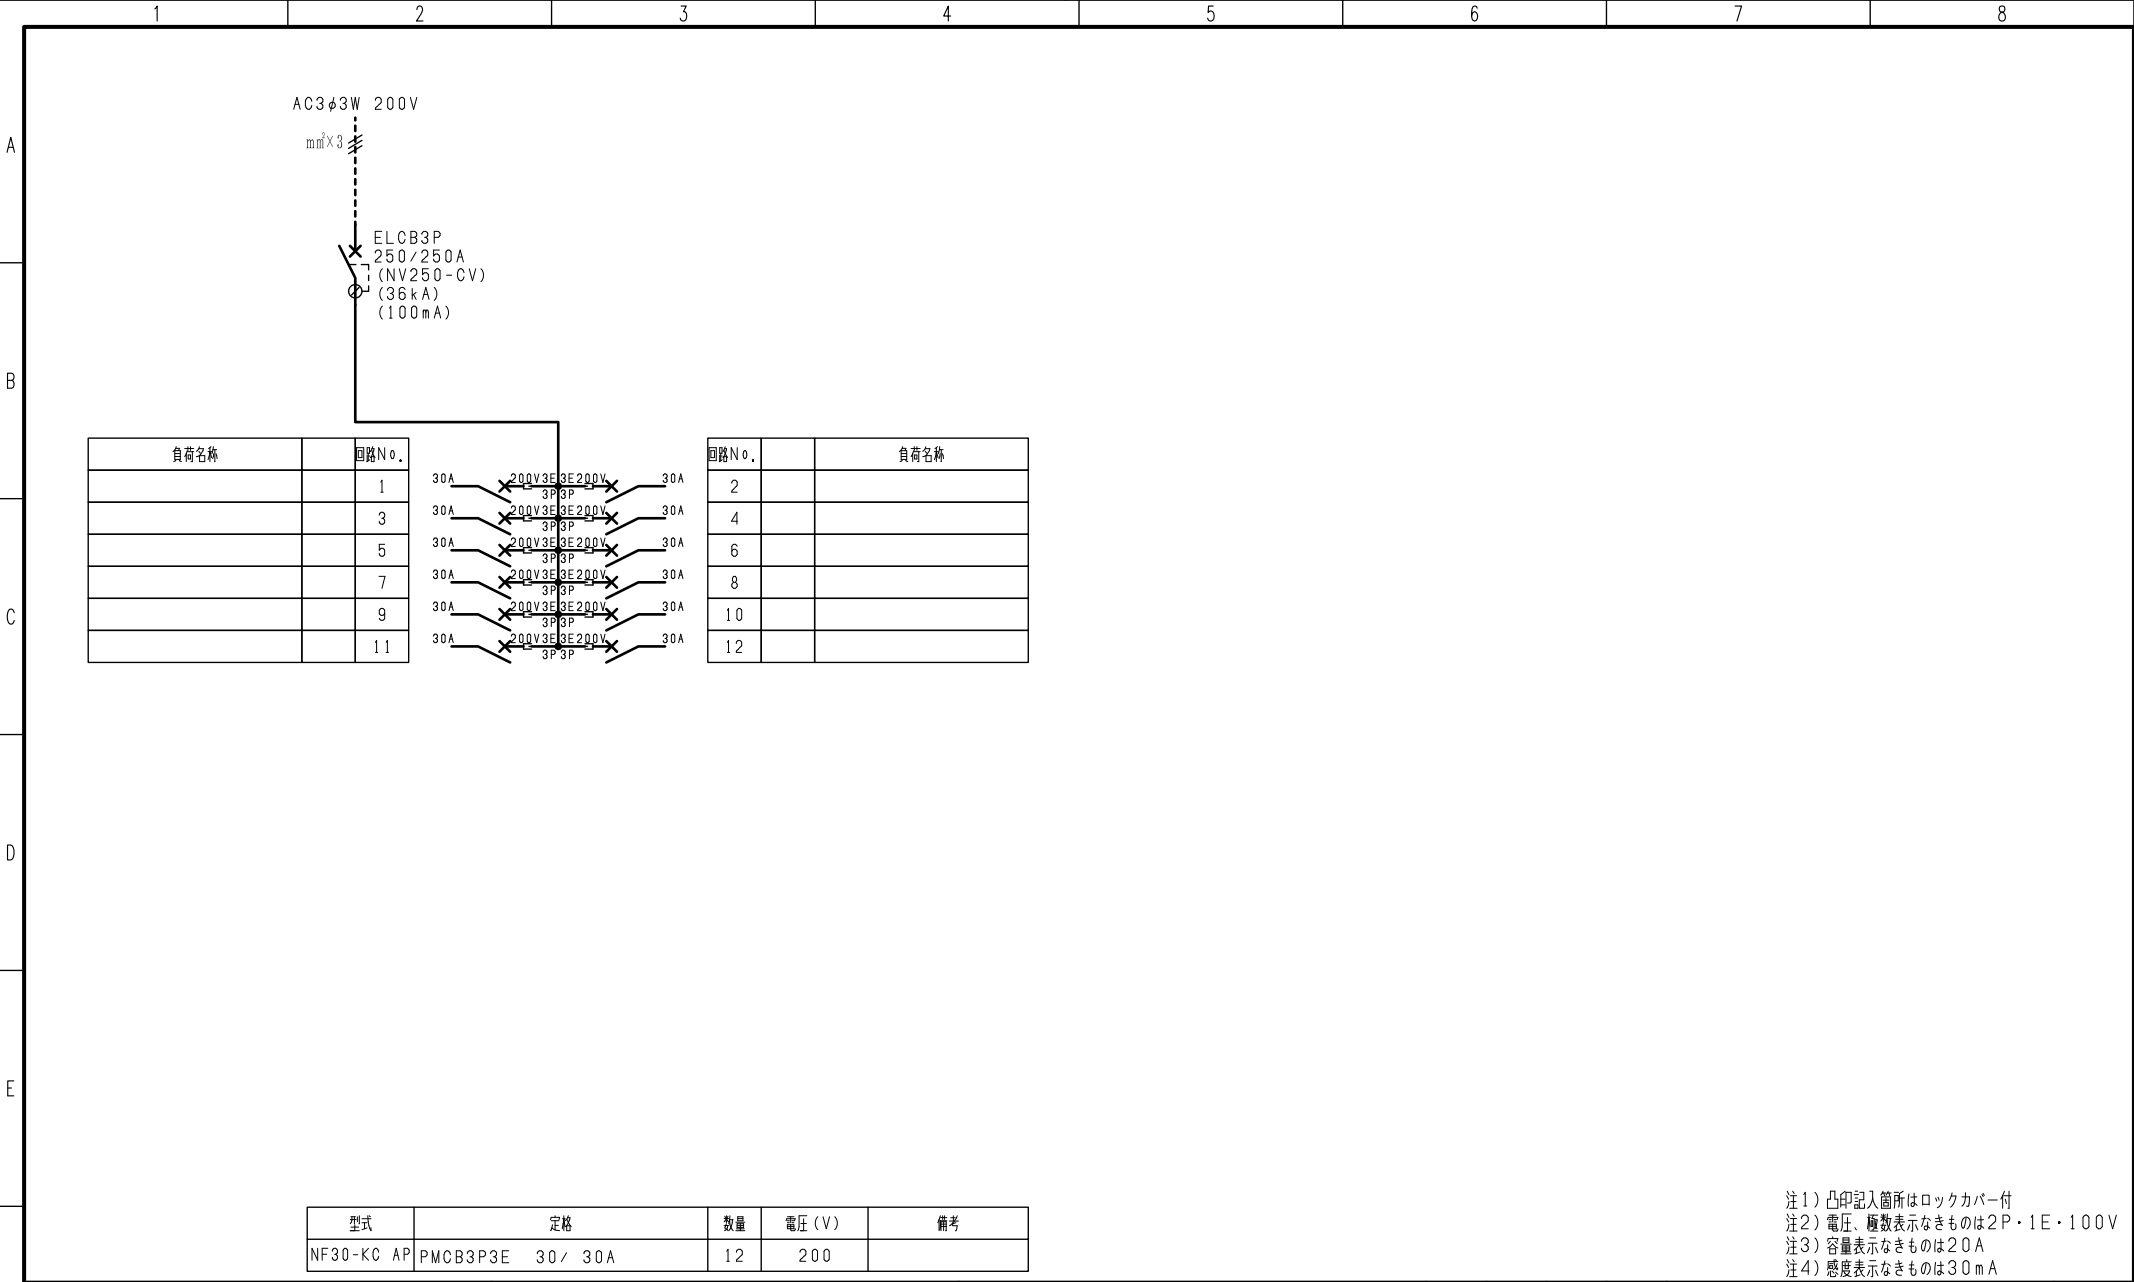 1 2 3 4 5 6 7 8
A
B
C
D
E
AC3φ3W 200V
mm²×3
ELCB3P
250/250A
(NV250-CV)
(36kA)
(100mA)
負荷名称 回路No. 回路No. 負荷名称
1 30A 200V3E 3E200V 30A 2
3P 3P
3 30A 200V3E 3E200V 30A 4
3P 3P
5 30A 200V3E 3E200V 30A 6
3P 3P
7 30A 200V3E 3E200V 30A 8
3P 3P
9 30A 200V3E 3E200V 30A 10
3P 3P
11 30A 200V3E 3E200V 30A 12
3P 3P
型式 定格 数量 電圧(V) 備考
NF30-KC AP PMCB3P3E 30/ 30A 12 200
注1)凸印記入箇所はロックカバー付
注2)電圧、極数表示なきものは2P・1E・100V
注3)容量表示なきものは20A
注4)感度表示なきものは30mA